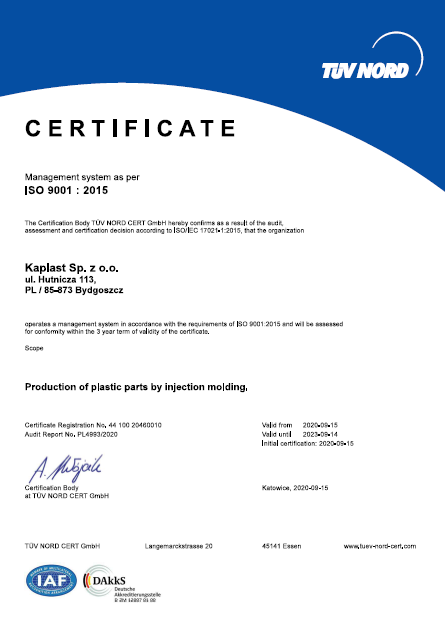 TÜV NORD
CERTIFICATE
Management system as per
ISO 9001 : 2015
The Certification Body TÜV NORD CERT GmbH hereby confirms as a result of the audit,
assessment and certification decision according to ISO/IEC 17021-1:2015, that the organization
Kaplast Sp. z o.o.
ul. Hutnicza 113,
PL / 85-873 Bydgoszcz
operates a management system in accordance with the requirements of ISO 9001:2015 and will be assessed
for conformity within the 3 year term of validity of the certificate.
Scope
Production of plastic parts by injection molding.
Certificate Registration No. 44 100 20460010
Audit Report No. PL4993/2020
Valid from 2020-09-15
Valid until 2023-09-14
Initial certification: 2020-09-15
Certification Body
at TÜV NORD CERT GmbH
Katowice, 2020-09-15
TÜV NORD CERT GmbH Langemarckstrasse 20 45141 Essen www.tuev-nord-cert.com
IAF
DAkkS
Deutsche
Akkreditierungsstelle